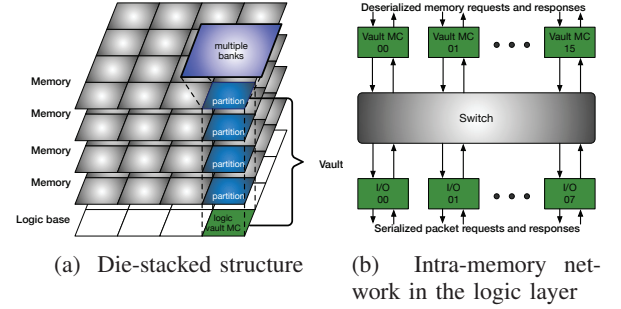 multiple
banks
Memory
partition
Memory
partition
Memory
partition
Vault
Memory
partition
Logic base
logic
vault MC
(a) Die-stacked structure
Deserialized memory requests and responses
Vault MC
00
Vault MC
01
Vault MC
15
Switch
I/O
00
I/O
01
I/O
07
Serialized packet requests and responses
(b) Intra-memory net-
work in the logic layer